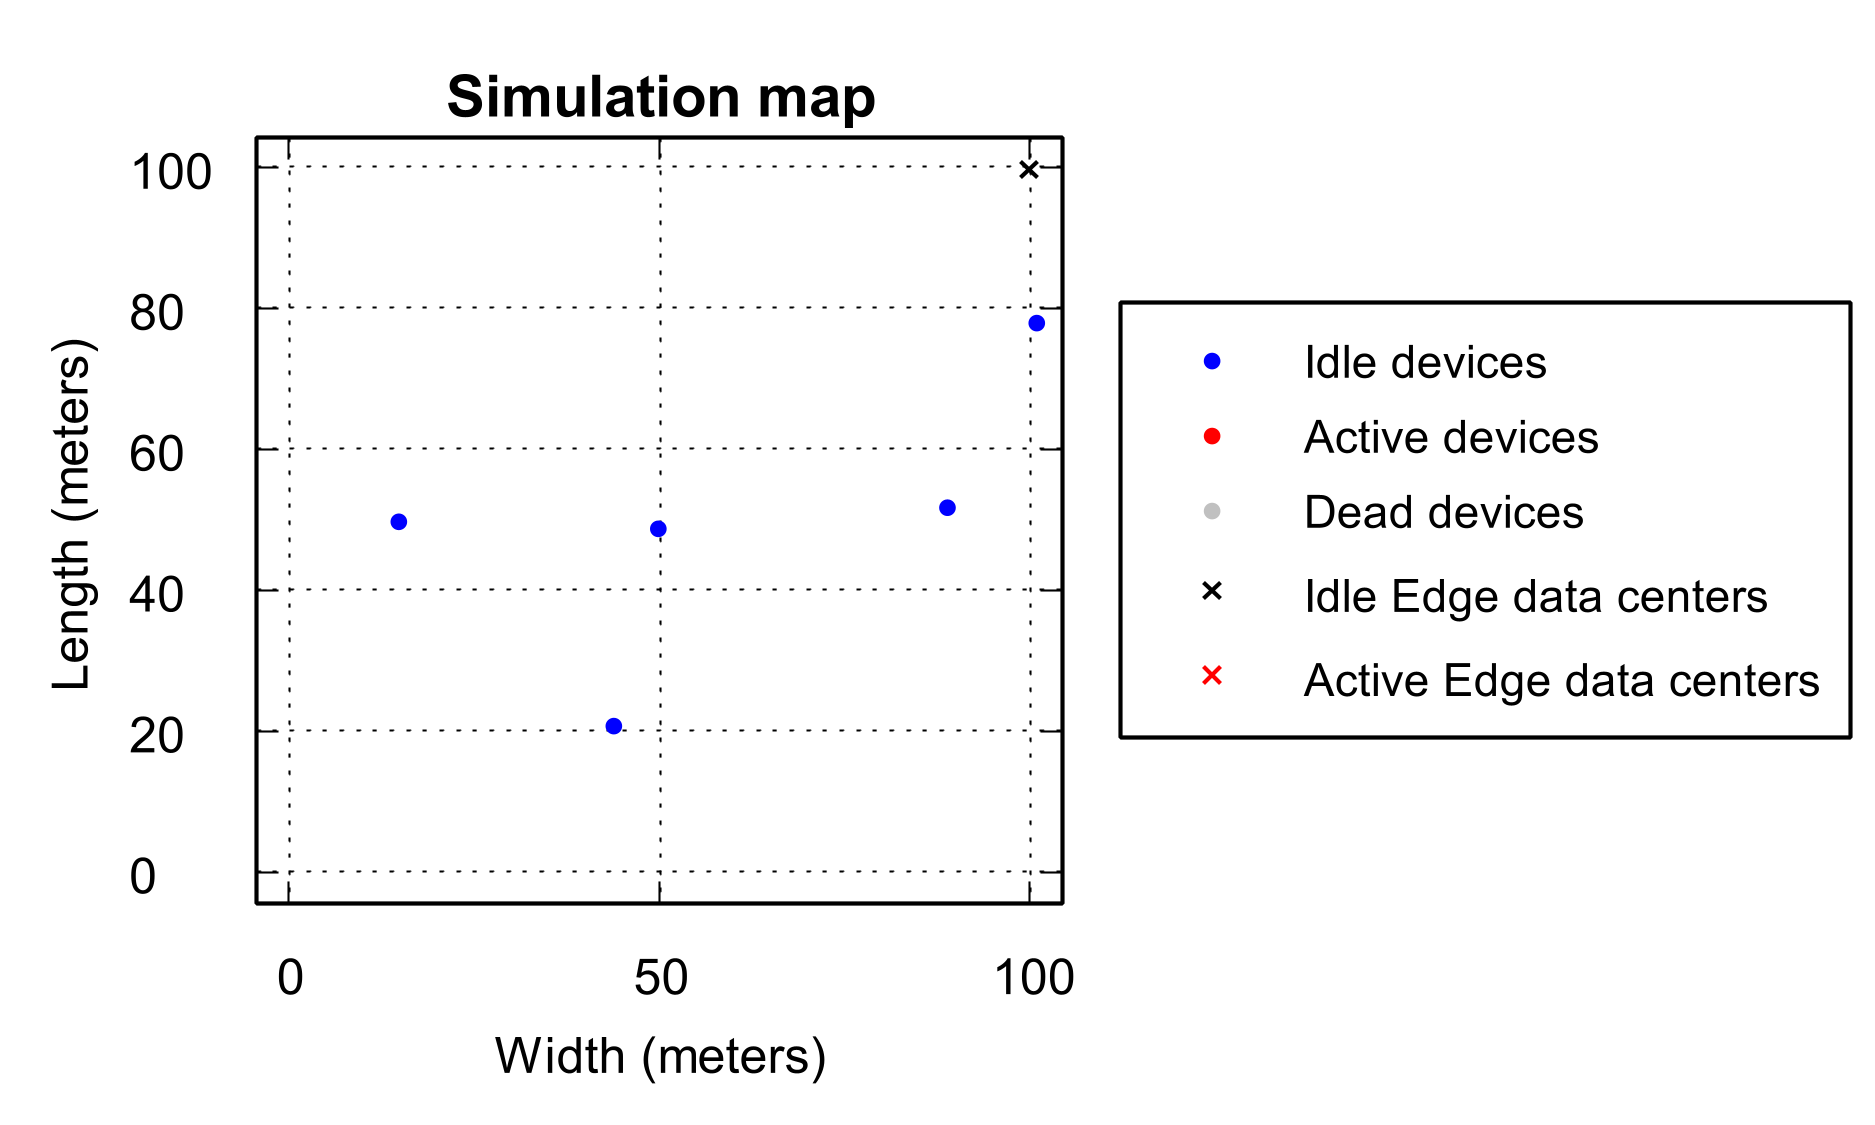 Simulation map
100
80
60
40
20
0
Length (meters)
0 50 100
Width (meters)
Idle devices
Active devices
Dead devices
Idle Edge data centers
Active Edge data centers